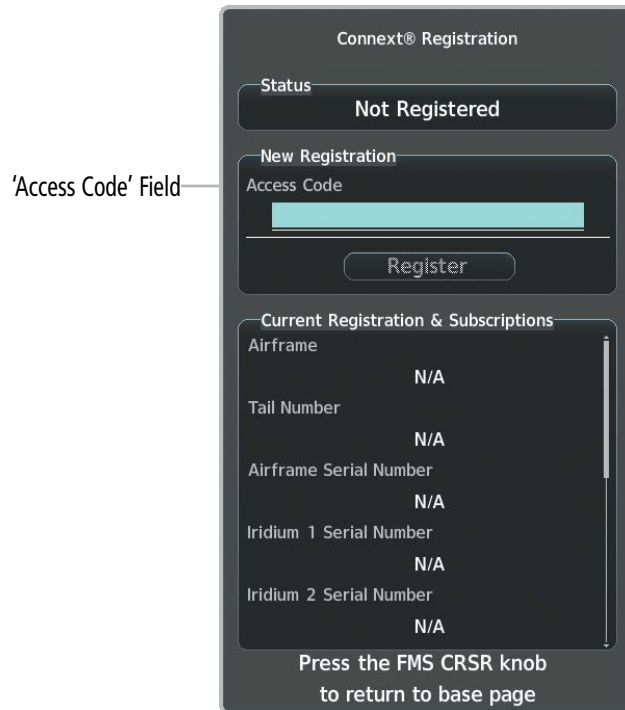 Connext® Registration
Status
Not Registered
New Registration
'Access Code' Field
Access Code
Register
Current Registration & Subscriptions
Airframe
N/A
Tail Number
N/A
Airframe Serial Number
N/A
Iridium 1 Serial Number
N/A
Iridium 2 Serial Number
N/A
Press the FMS CRSR knob
to return to base page